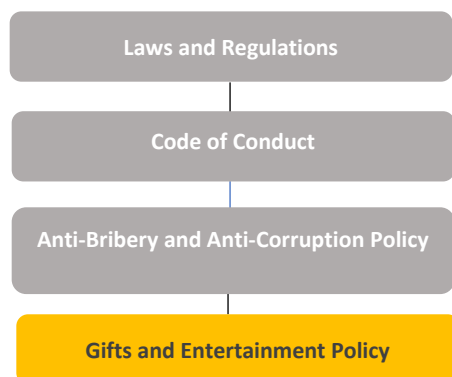 Laws and Regulations
Code of Conduct
Anti-Bribery and Anti-Corruption Policy
Gifts and Entertainment Policy